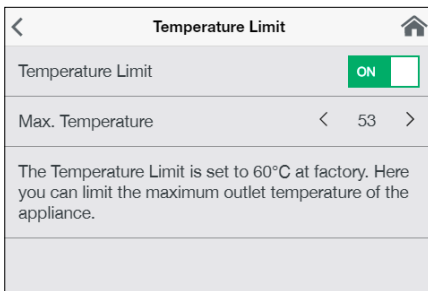 Temperature Limit
Temperature Limit ON
Max. Temperature < 53 >
The Temperature Limit is set to 60°C at factory. Here
you can limit the maximum outlet temperature of the
appliance.